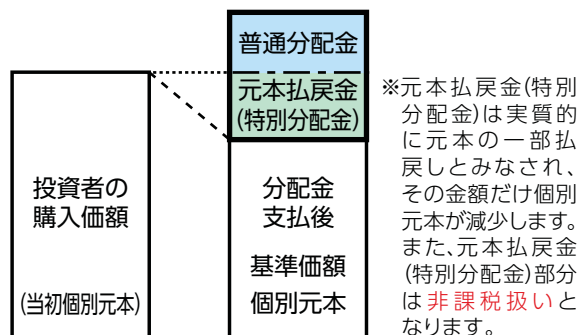 普通分配金
元本払戻金
(特別分配金)
投資者の
購入価額
(当初個別元本)
分配金
支払後
基準価額
個別元本
※元本払戻金(特別
分配金)は実質的
に元本の一部払
戻しとみなされ、
その金額だけ個別
元本が減少します。
また、元本払戻金
(特別分配金)部分
は非課税扱いと
なります。